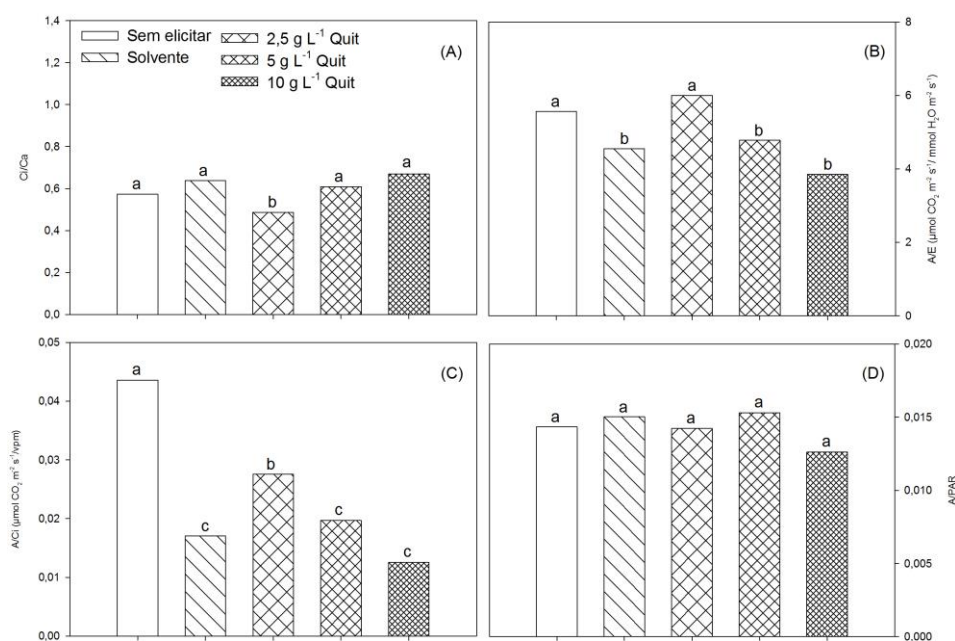 Sem elicitar
Solvente
2,5 g L⁻¹ Quit
5 g L⁻¹ Quit
10 g L⁻¹ Quit
(A)
Ci/Ca
1,4
1,2
1,0
0,8
0,6
0,4
0,2
0,0
a
a
b
a
a
(B)
A/E (µmol CO₂ m⁻² s⁻¹/ mmol H₂O m⁻² s⁻¹)
8
6
4
2
0
a
b
a
b
b
(C)
A/Ci (µmol CO₂ m⁻² s⁻¹/vpm)
0,05
0,04
0,03
0,02
0,01
0,00
a
c
b
c
c
(D)
A/PAR
0,020
0,015
0,010
0,005
0.000
a
a
a
a
a